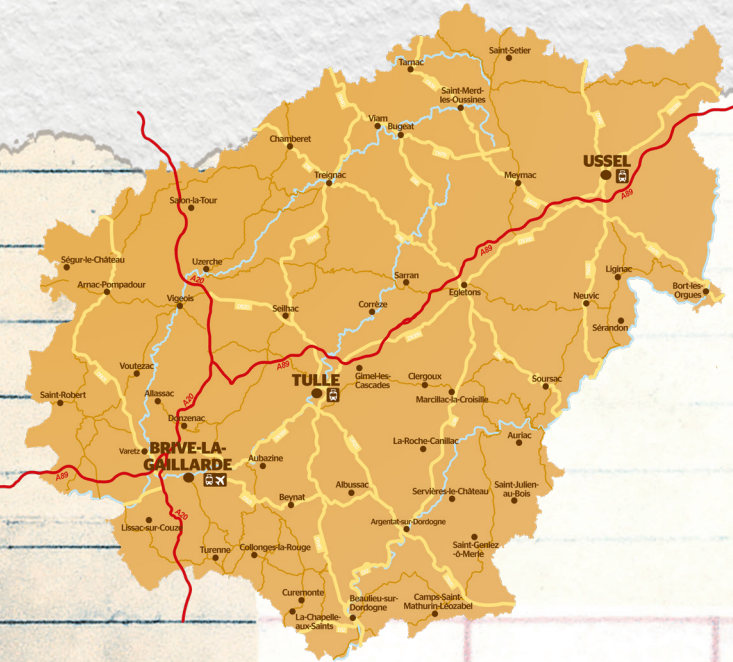 Saint-Setier
Tarnac
Saint-Merd-
les-Oussines
Viam
Bugeat
Chamberet
USSEL
Treignac
Meymac
A89
Salon-la-Tour
A89
Ségur-le-Château
Uzerche
Liginac
Arnac-Pompadour
A20
Sarran
Egletons
Bort-les-
Orgues
Vigeois
Seilhac
Corrèze
Neuvic
Sérandon
A89
Voutezac
TULLE
Gimel-les-
Cascades
Clergoux
Soursac
Saint-Robert
Allassac
A20
Marcillac-la-Croisille
Donzenac
Varetz
BRIVE-LA-
GAILLARDE
Aubazine
La-Roche-Canillac
Auriac
A89
Beynat
Albussac
Servières-le-Château
Saint-Julien-
au-Bois
Lissac-sur-Couze
A20
Argentat-sur-Dordogne
Turenne
Collonges-la-Rouge
Saint-Geniez
-ô-Merle
Curemonte
Beaulieu-sur-
Dordogne
Camps-Saint-
Mathurin-Léozabel
La-Chapelle-
aux-Saints